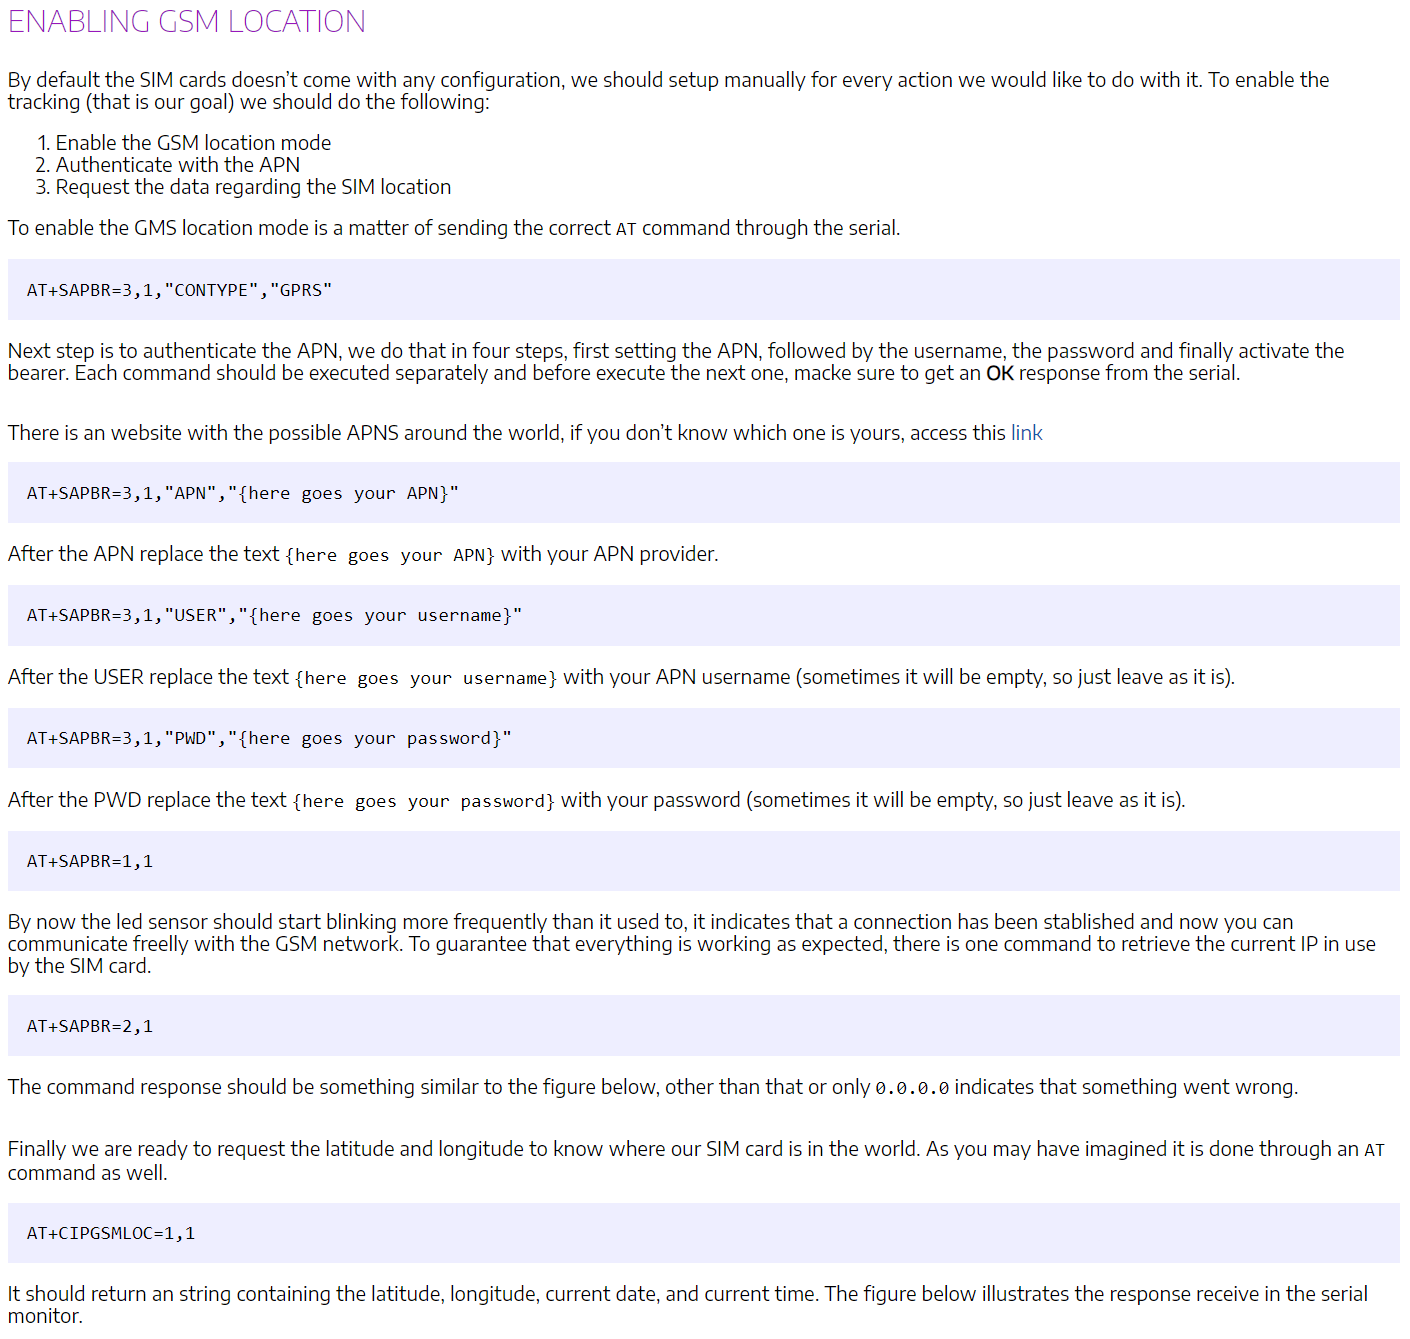 ENABLING GSM LOCATION
By default the SIM cards doesn't come with any configuration, we should setup manually for every action we would like to do with it. To enable the
tracking (that is our goal) we should do the following:
1. Enable the GSM location mode
2. Authenticate with the APN
3. Request the data regarding the SIM location
To enable the GMS location mode is a matter of sending the correct AT command through the serial.
AT+SAPBR=3,1,"CONTYPE","GPRS"
Next step is to authenticate the APN, we do that in four steps, first setting the APN, followed by the username, the password and finally activate the
bearer. Each command should be executed separately and before execute the next one, macke sure to get an OK response from the serial.
There is an website with the possible APNS around the world, if you don't know which one is yours, access this link
AT+SAPBR=3,1,"APN","{here goes your APN}"
After the APN replace the text {here goes your APN} with your APN provider.
AT+SAPBR=3,1,"USER","{here goes your username}"
After the USER replace the text {here goes your username} with your APN username (sometimes it will be empty, so just leave as it is).
AT+SAPBR=3,1,"PWD","{here goes your password}"
After the PWD replace the text {here goes your password} with your password (sometimes it will be empty, so just leave as it is).
AT+SAPBR=1,1
By now the led sensor should start blinking more frequently than it used to, it indicates that a connection has been stablished and now you can
communicate freelly with the GSM network. To guarantee that everything is working as expected, there is one command to retrieve the current IP in use
by the SIM card.
AT+SAPBR=2,1
The command response should be something similar to the figure below, other than that or only 0.0.0.0 indicates that something went wrong.
Finally we are ready to request the latitude and longitude to know where our SIM card is in the world. As you may have imagined it is done through an AT
command as well.
AT+CIPGSMLOC=1,1
It should return an string containing the latitude, longitude, current date, and current time. The figure below illustrates the response receive in the serial
monitor.